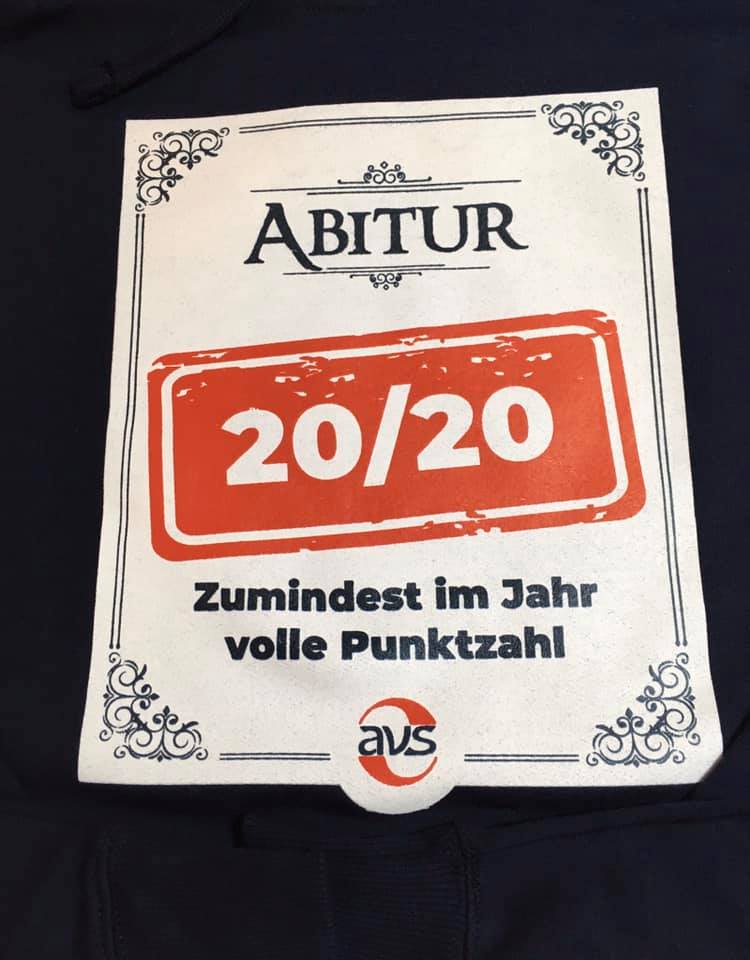 ABITUR
20/20
Zumindest im Jahr
volle Punktzahl
avs